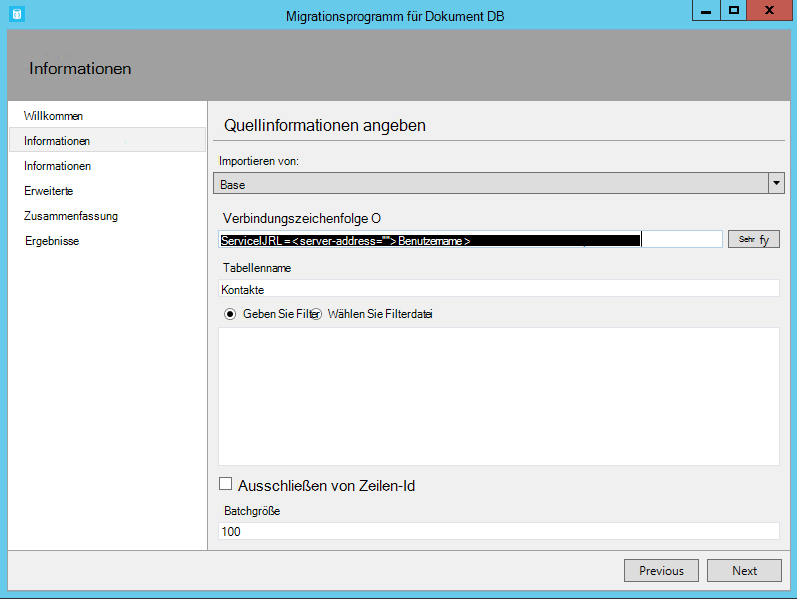 Migrationsprogramm für Dokument DB
X
Informationen
Willkommen
Informationen
Informationen
Erweiterte
Zusammenfassung
Ergebnisse
Quellinformationen angeben
Importieren von:
Base
Verbindungszeichenfolge O
ServiceIJRL=<server-address="">Benutzername>
Sehr fy
Tabellenname
Kontakte
Geben Sie Filter Wählen Sie Filterdatei
Ausschließen von Zeilen-Id
Batchgröße
100
Previous Next